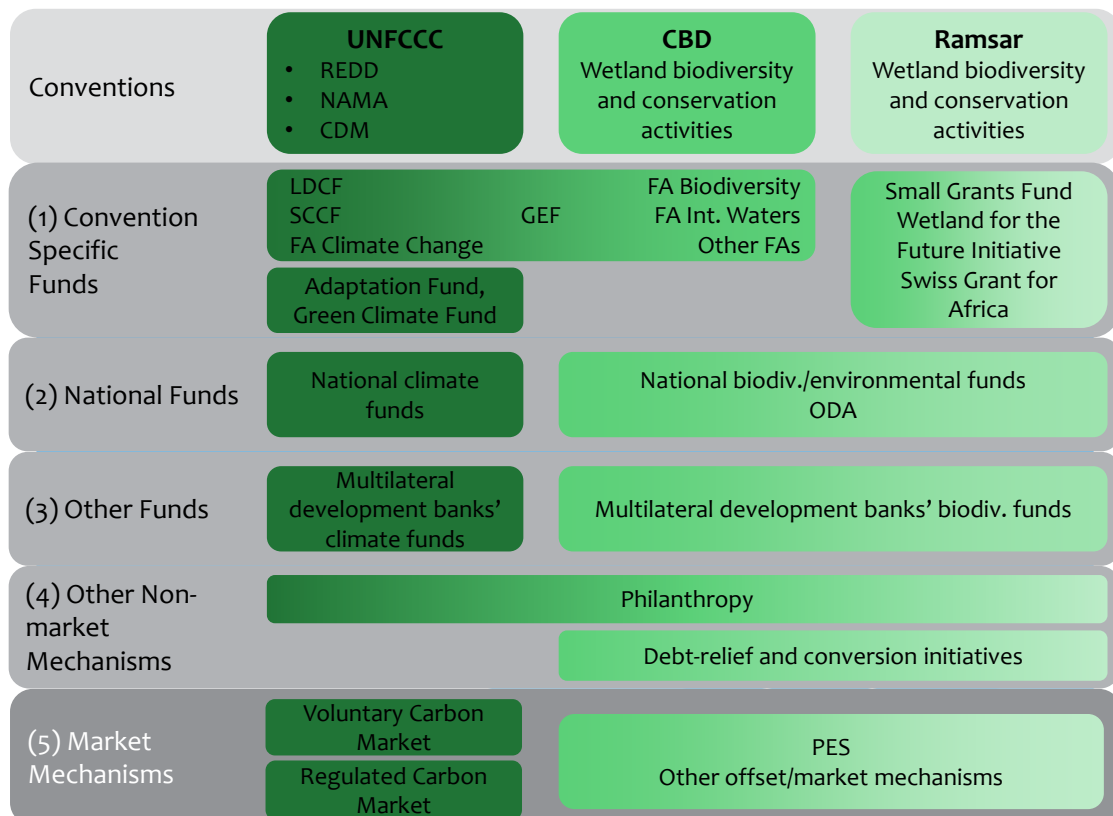 Conventions
UNFCCC
• REDD
• NAMA
• CDM
CBD
Wetland biodiversity
and conservation
activities
Ramsar
Wetland biodiversity
and conservation
activities
(1) Convention
Specific
Funds
LDCF
SCCF
FA Climate Change
GEF
FA Biodiversity
FA Int. Waters
Other FAs
Adaptation Fund,
Green Climate Fund
Small Grants Fund
Wetland for the
Future Initiative
Swiss Grant for
Africa
(2) National Funds
National climate
funds
National biodiv./environmental funds
ODA
(3) Other Funds
Multilateral
development banks’
climate funds
Multilateral development banks’ biodiv. funds
(4) Other Non-
market
Mechanisms
Philanthropy
Debt-relief and conversion initiatives
(5) Market
Mechanisms
Voluntary Carbon
Market
Regulated Carbon
Market
PES
Other offset/market mechanisms